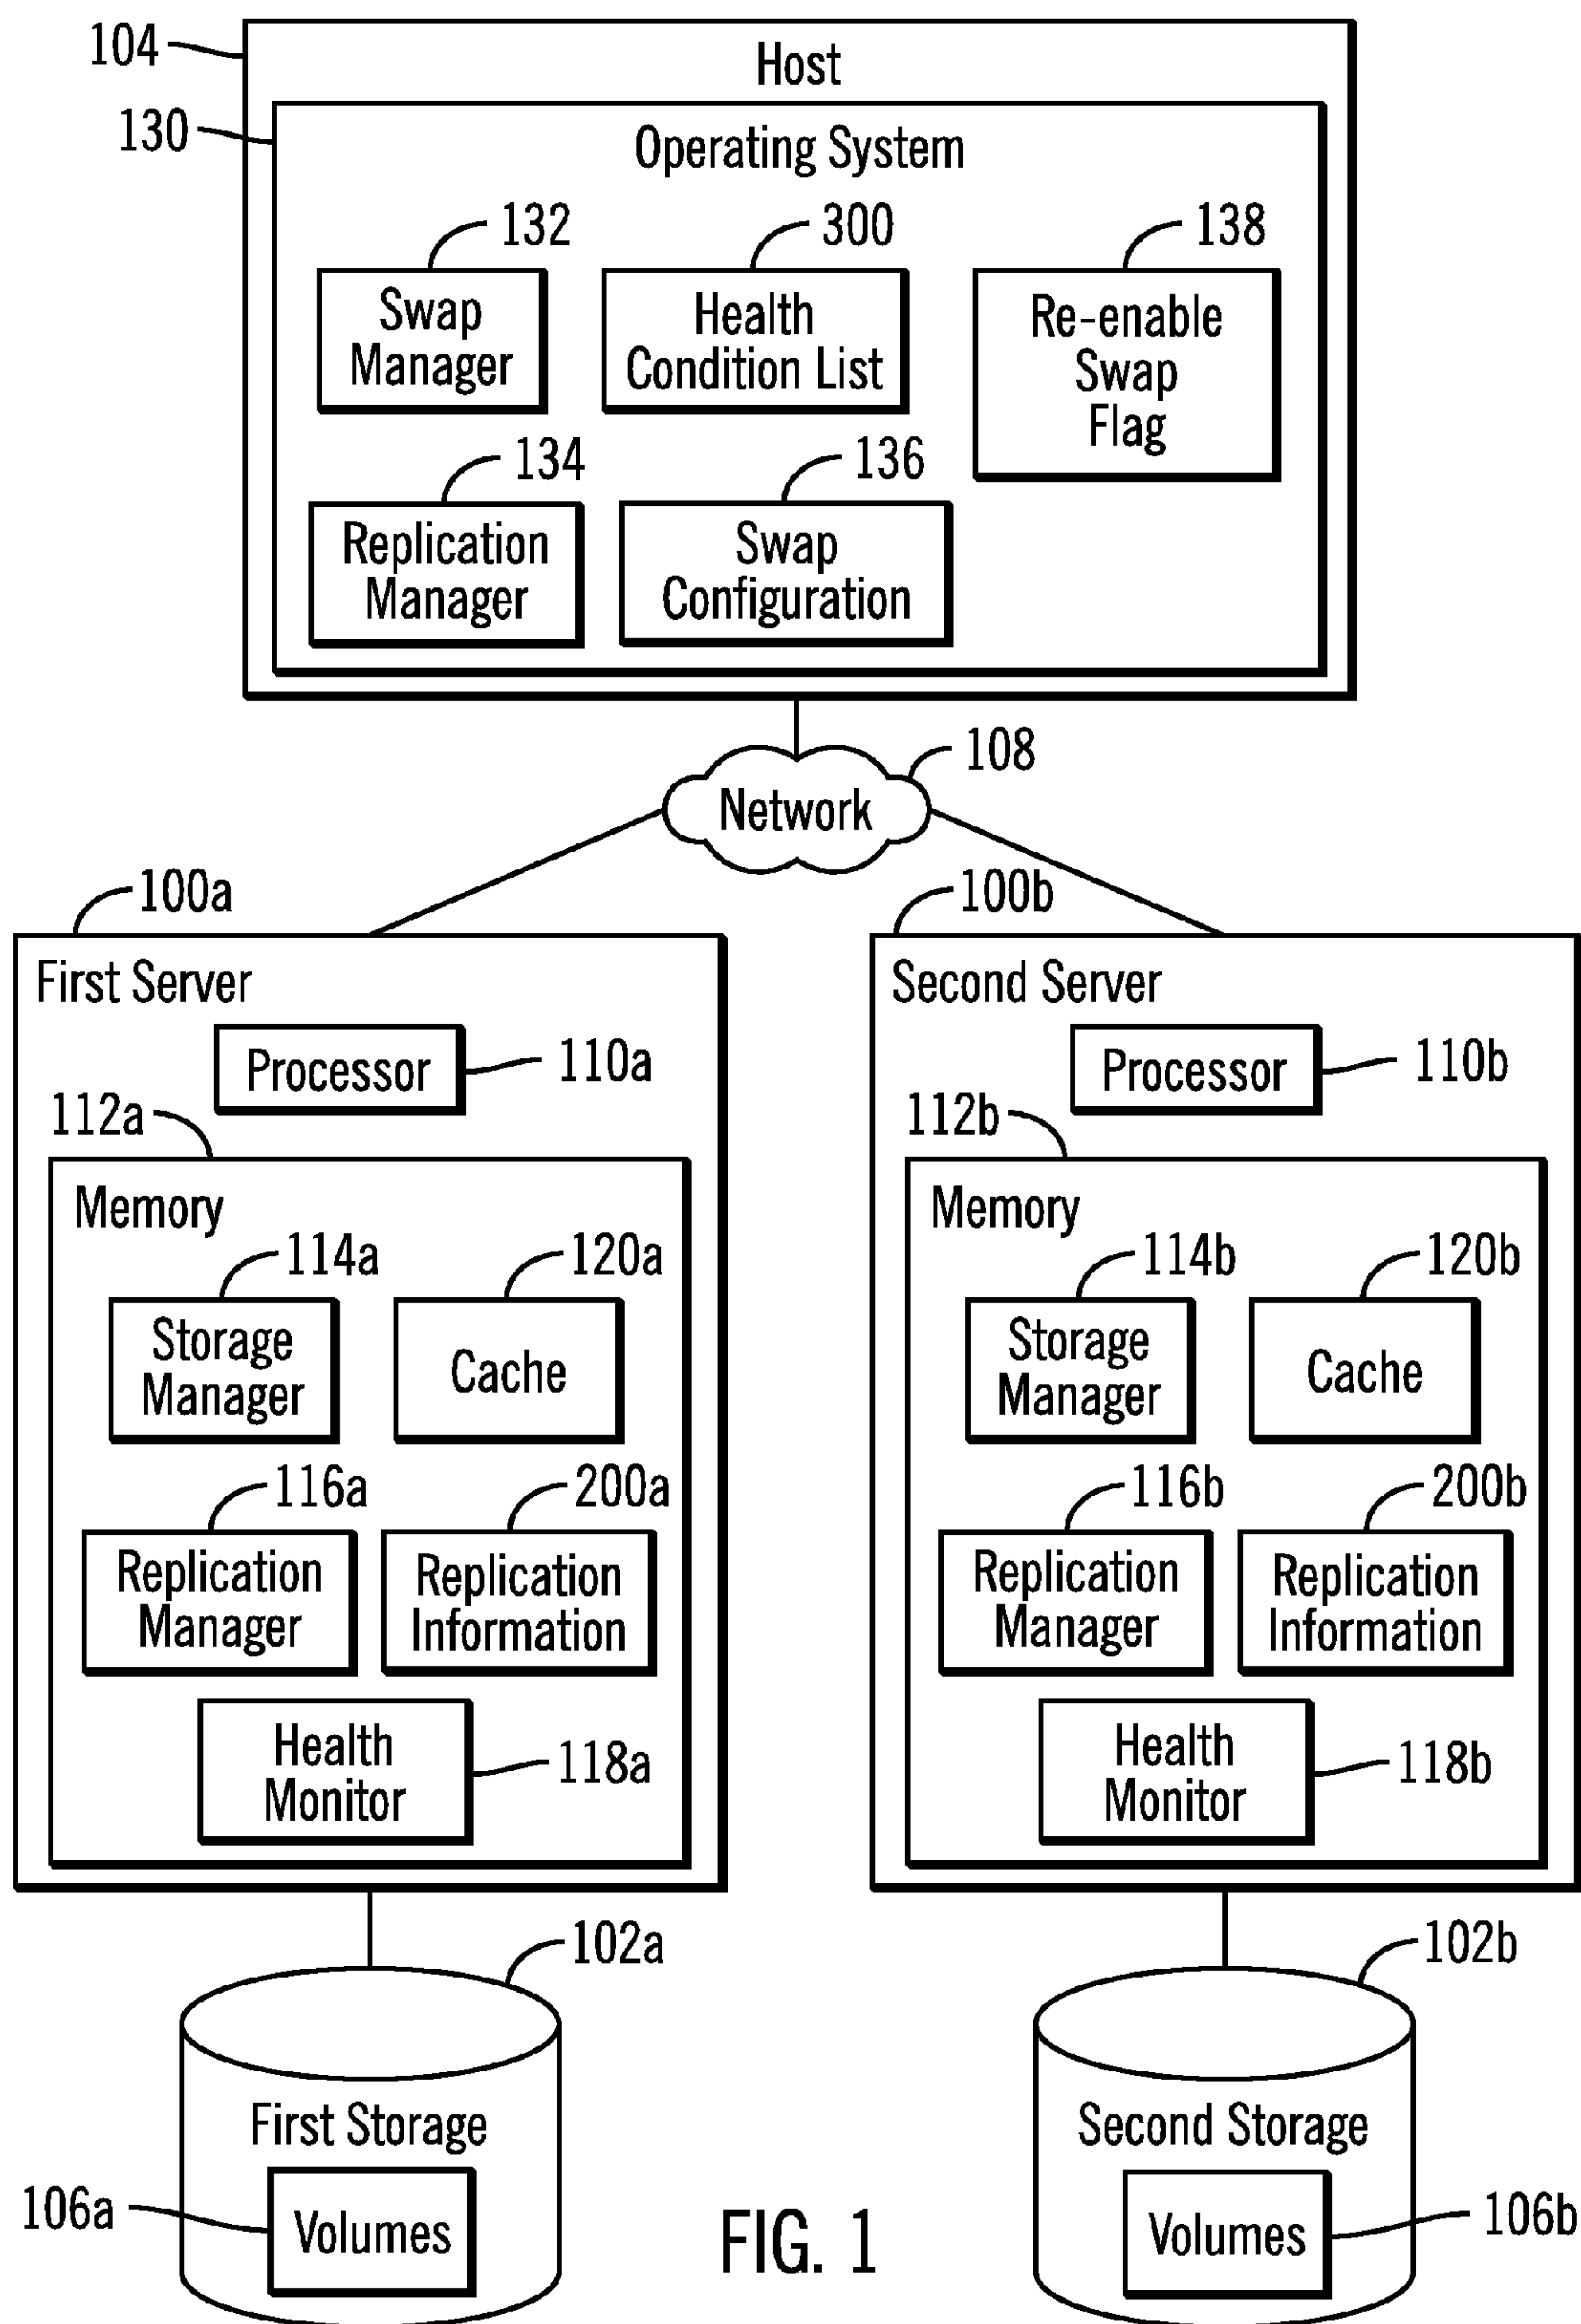 104
Host
130
Operating System
132
300
138
Swap
Manager
Health
Condition List
Re-enable
Swap
Flag
134
136
Replication
Manager
Swap
Configuration
108
Network
100a
100b
First Server
Second Server
Processor
110a
Processor
110b
112a
112b
Memory
Memory
114a
120a
114b
120b
Storage
Manager
Cache
Storage
Manager
Cache
116a
200a
116b
200b
Replication
Manager
Replication
Information
Replication
Manager
Replication
Information
Health
Monitor
118a
Health
Monitor
118b
102a
102b
First Storage
Second Storage
106a
Volumes
Volumes
106b
FIG. 1